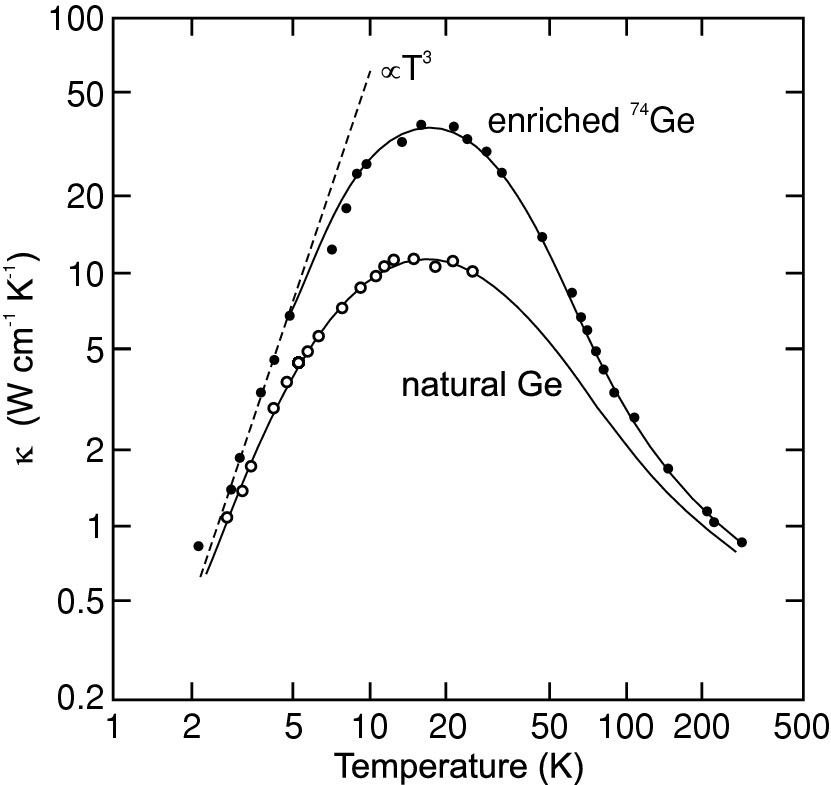 100
50
20
10
5
2
1
0.5
0.2
κ (W cm⁻¹ K⁻¹)
∝T³
enriched ⁷⁴Ge
natural Ge
1 2 5 10 20 50 100 200 500
Temperature (K)